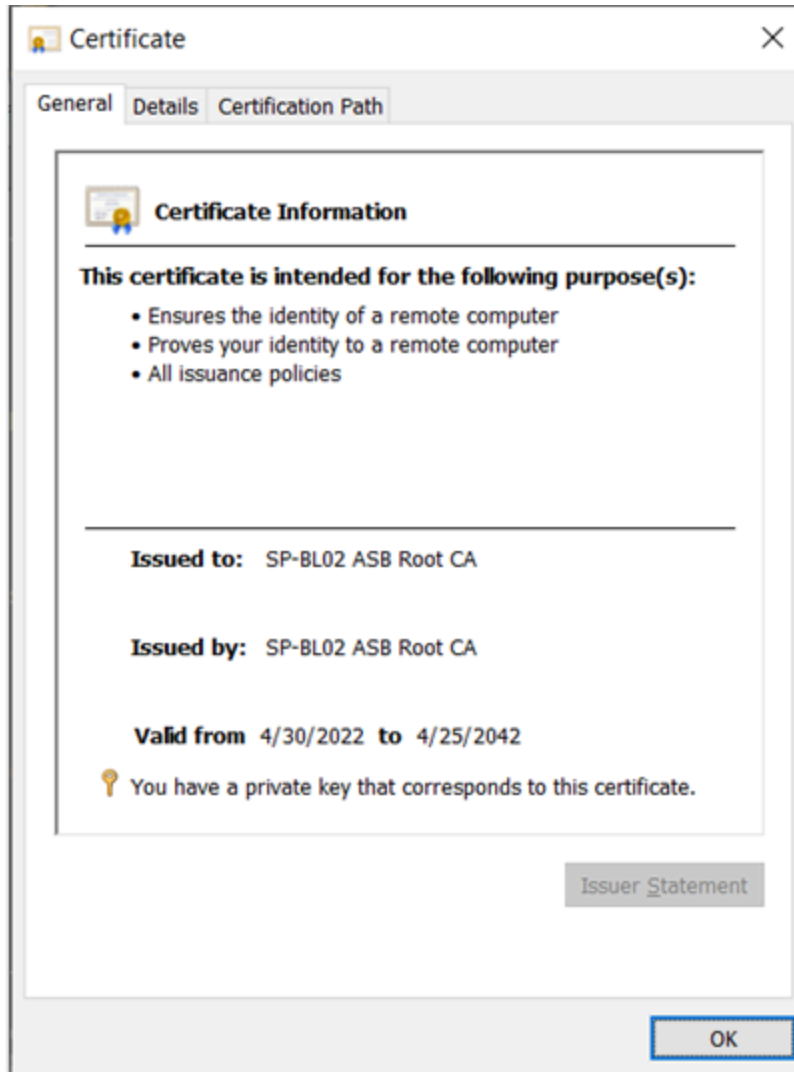 Certificate
General Details Certification Path
Certificate Information
This certificate is intended for the following purpose(s):
• Ensures the identity of a remote computer
• Proves your identity to a remote computer
• All issuance policies
Issued to: SP-BL02 ASB Root CA
Issued by: SP-BL02 ASB Root CA
Valid from 4/30/2022 to 4/25/2042
You have a private key that corresponds to this certificate.
Issuer Statement
OK